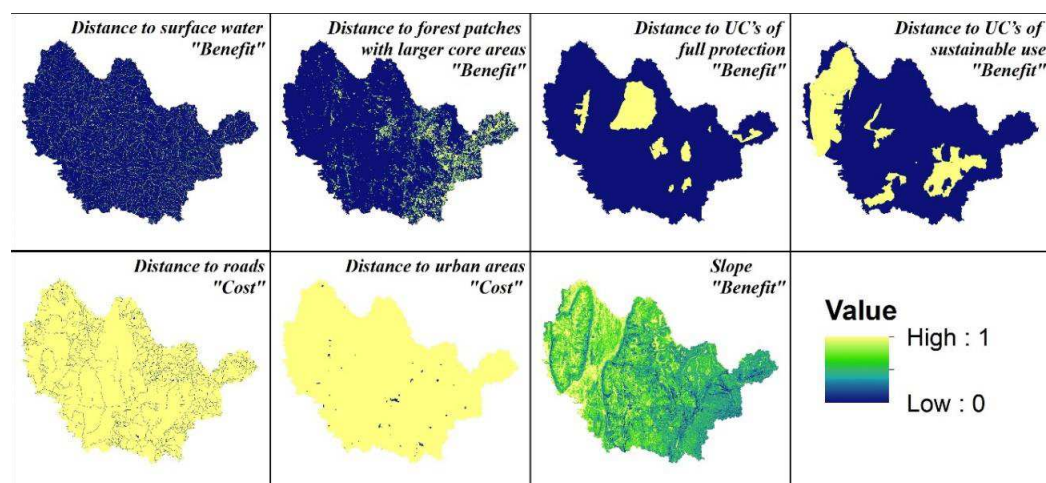 Distance to surface water
"Benefit"
Distance to forest patches
with larger core areas
"Benefit"
Distance to UC's of
full protection
"Benefit"
Distance to UC's of
sustainable use
"Benefit"
Distance to roads
"Cost"
Distance to urban areas
"Cost"
Slope
"Benefit"
Value
High : 1
Low : 0